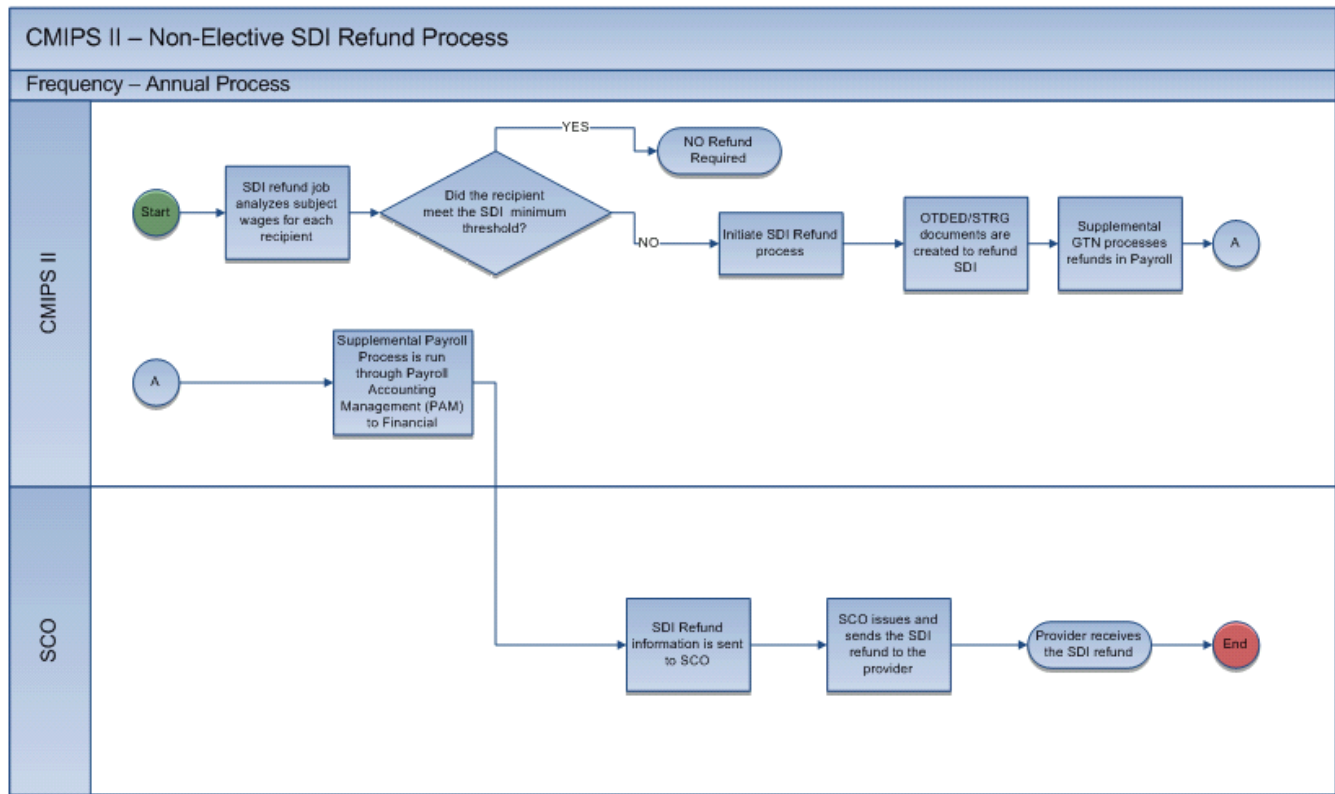 CMIPS II – Non-Elective SDI Refund Process
Frequency – Annual Process
CMIPS II
Start
SDI refund job
analyzes subject
wages for each
recipient
Did the recipient
meet the SDI minimum
threshold?
YES
NO Refund
Required
NO
Initiate SDI Refund
process
OTDED/STRG
documents are
created to refund
SDI
Supplemental
GTN processes
refunds in Payroll
A
A
Supplemental Payroll
Process is run
through Payroll
Accounting
Management (PAM)
to Financial
SCO
SDI Refund
information is sent
to SCO
SCO issues and
sends the SDI
refund to the
provider
Provider receives
the SDI refund
End